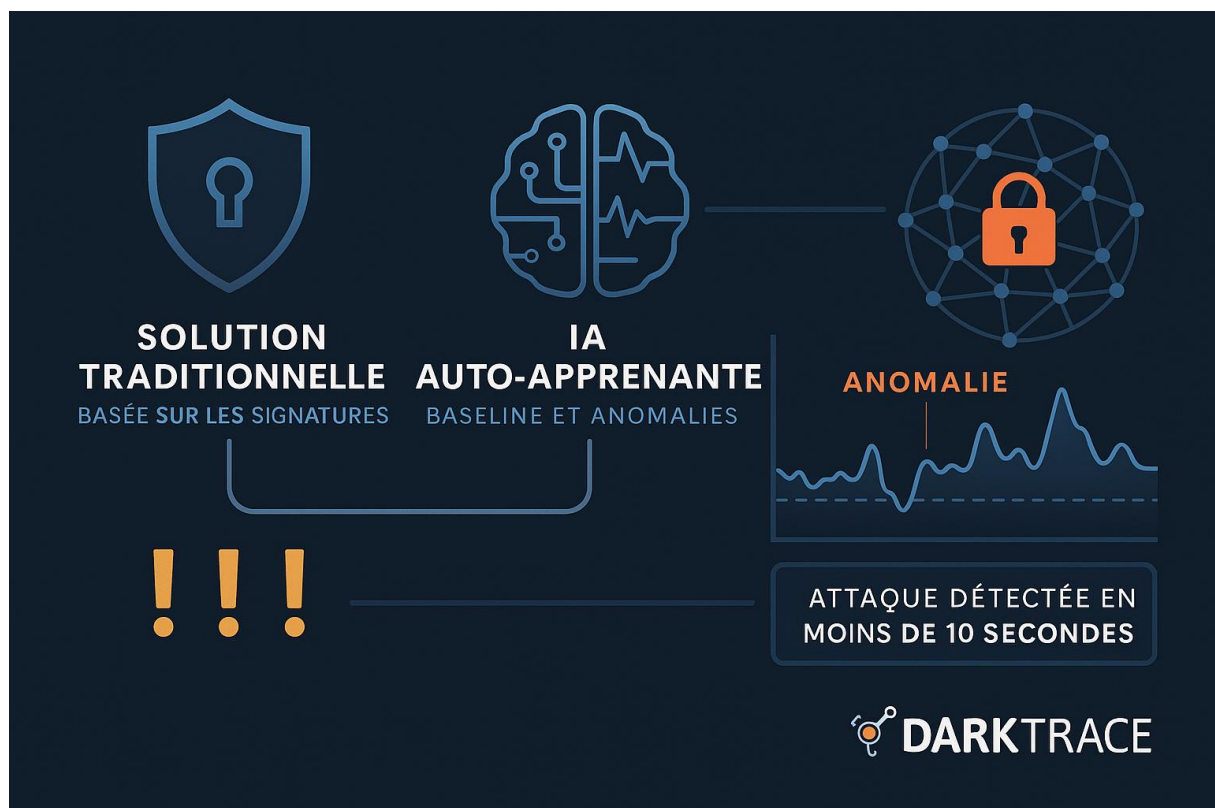 SOLUTION
TRADITIONNELLE
BASÉE SUR LES SIGNATURES
IA
AUTO-APPRENANTE
BASELINE ET ANOMALIES
ANOMALIE
!!!
ATTAQUE DÉTECTÉE EN
MOINS DE 10 SECONDES
DARKTRACE